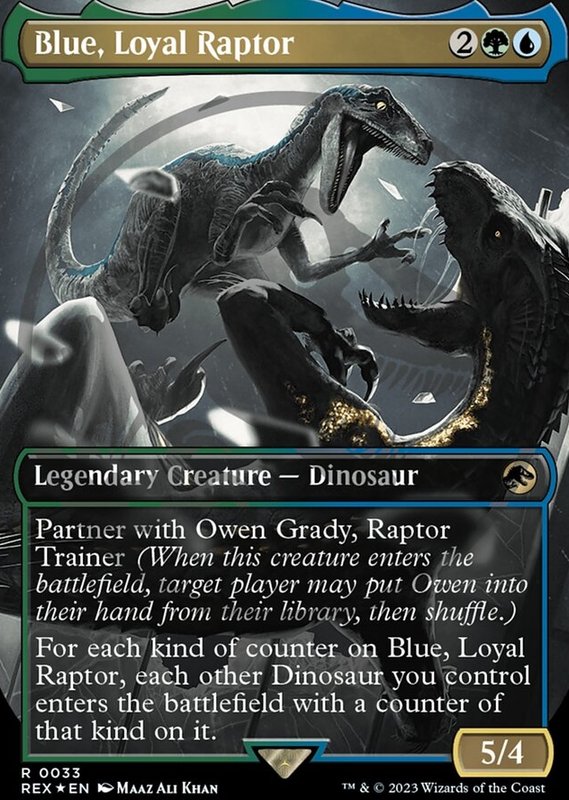 Blue, Loyal Raptor 2
Legendary Creature — Dinosaur
Partner with Owen Grady, Raptor
Trainer (When this creature enters the
battlefield, target player may put Owen into
their hand from their library, then shuffle.)
For each kind of counter on Blue, Loyal
Raptor, each other Dinosaur you control
enters the battlefield with a counter of
that kind on it.
5/4
R 0033
REX★EN Maaz Ali Khan
™ & © 2023 Wizards of the Coast